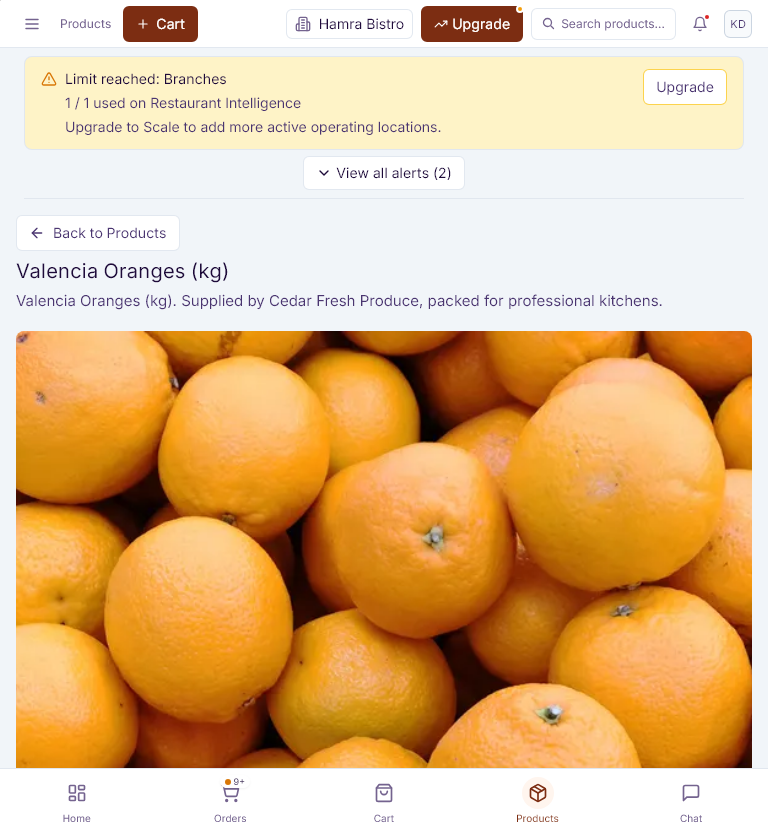 Products
Cart
Hamra Bistro
Upgrade
Search products...
KD
Limit reached: Branches
1 / 1 used on Restaurant Intelligence
Upgrade to Scale to add more active operating locations.
Upgrade
View all alerts (2)
Back to Products
Valencia Oranges (kg)
Valencia Oranges (kg). Supplied by Cedar Fresh Produce, packed for professional kitchens.
9+
Home
Orders
Cart
Products
Chat